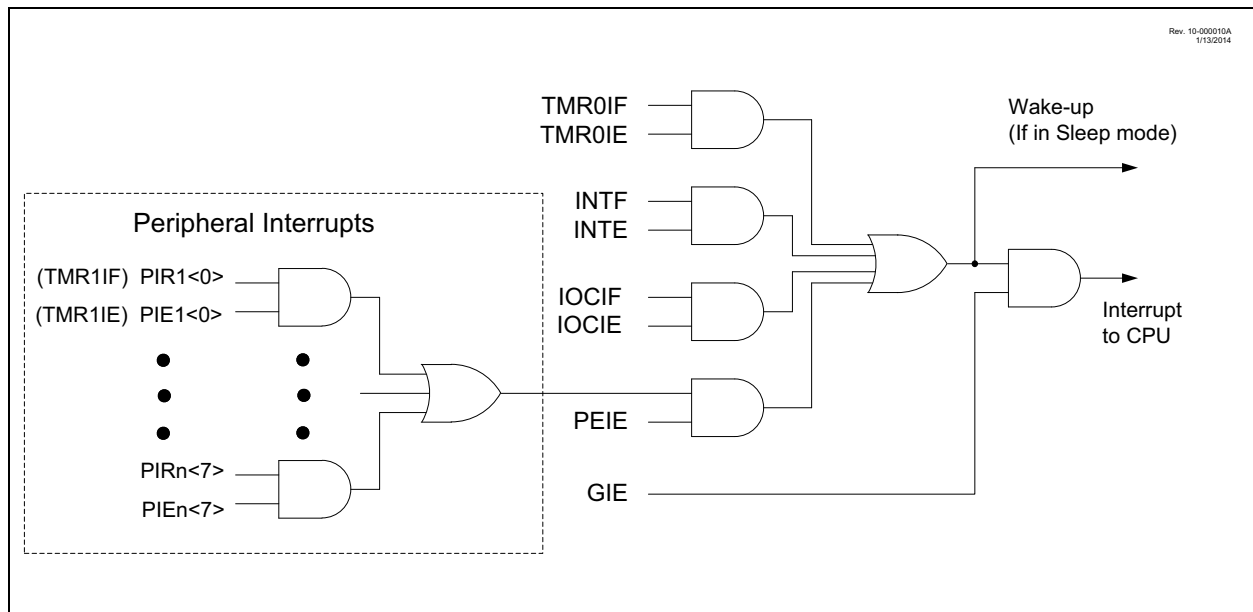 Rev. 10-000010A
1/13/2014
TMR0IF
TMR0IE
Wake-up
(If in Sleep mode)
INTF
INTE
Peripheral Interrupts
(TMR1IF) PIR1<0>
(TMR1IE) PIE1<0>
IOCIF
IOCIE
Interrupt
to CPU
PEIE
PIRn<7>
PIEn<7>
GIE